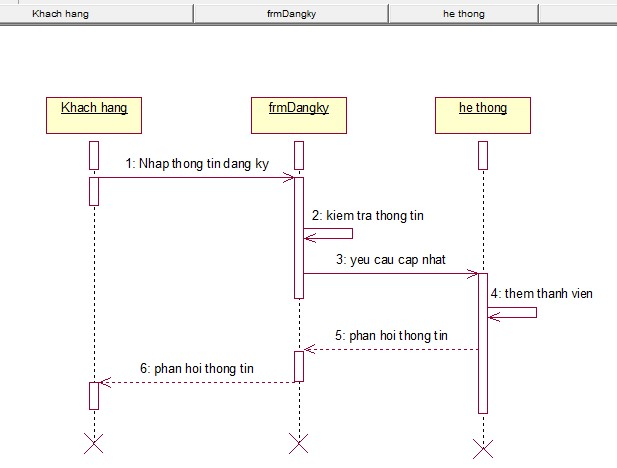 Khach hang
frmDangky
he thong
Khach hang
frmDangky
he thong
1: Nhap thong tin dang ky
2: kiem tra thong tin
3: yeu cau cap nhat
4: them thanh vien
5: phan hoi thong tin
6: phan hoi thong tin